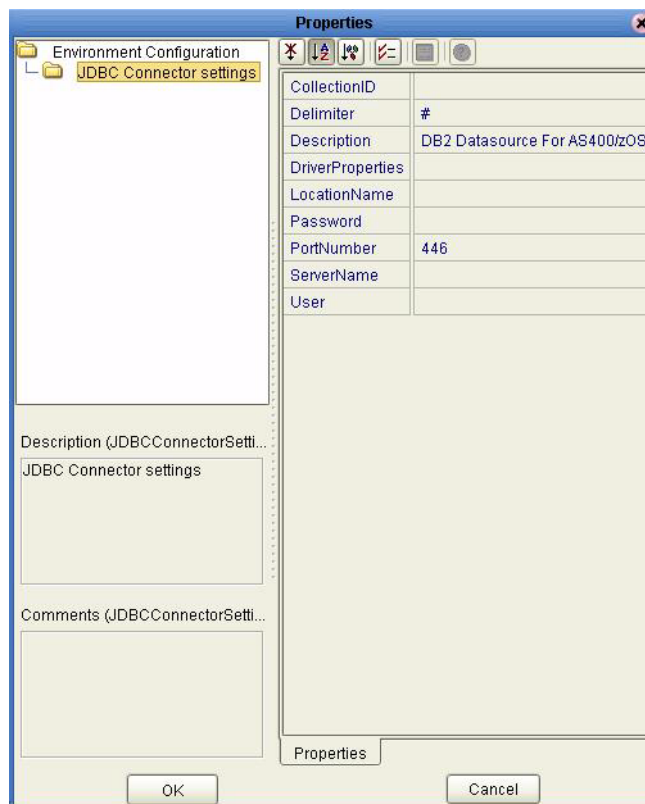 Properties
Environment Configuration
JDBC Connector settings
CollectionID
Delimiter #
Description DB2 Datasource For AS400/zOS
DriverProperties
LocationName
Password
PortNumber 446
ServerName
User
Description (JDBCConnectorSetti...
JDBC Connector settings
Comments (JDBCConnectorSetti...
Properties
OK Cancel